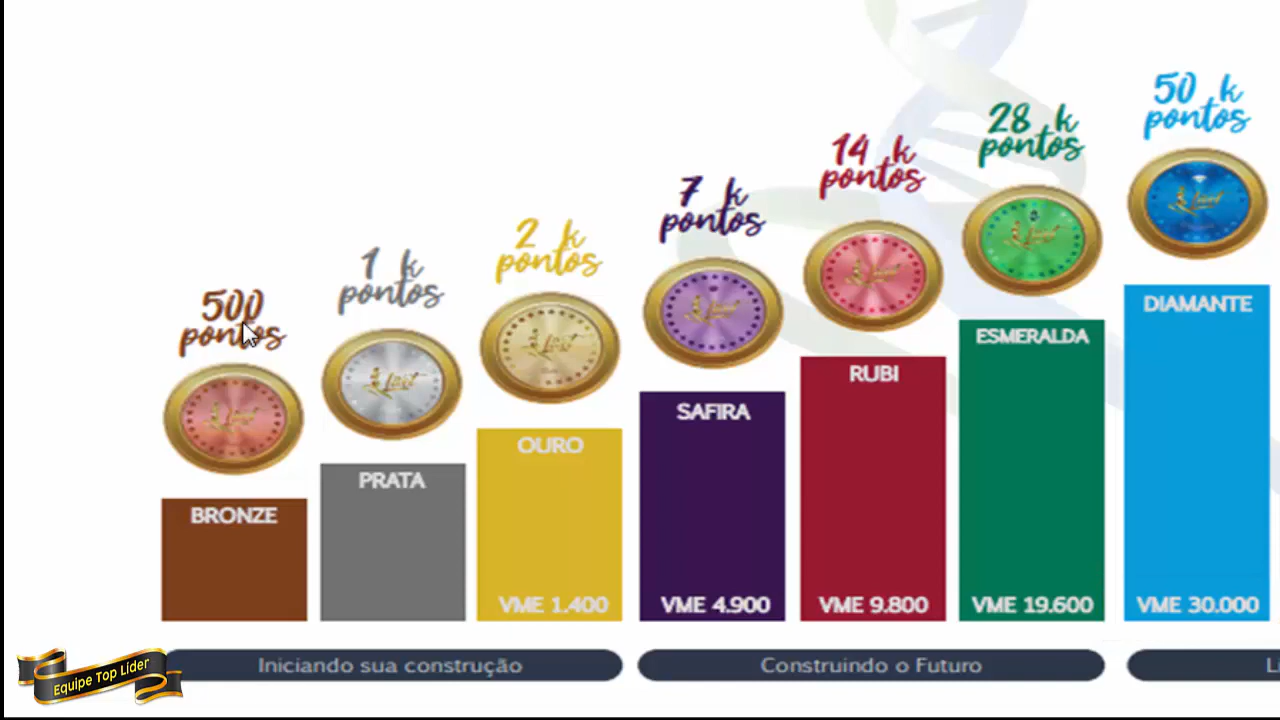 500
pontos
BRONZE
1 k
pontos
PRATA
2 k
pontos
OURO
VME 1.400
7 k
pontos
SAFIRA
VME 4.900
14 k
pontos
RUBI
VME 9.800
28 k
pontos
ESMERALDA
VME 19.600
50 k
pontos
DIAMANTE
VME 30.000
Iniciando sua construção
Construindo o Futuro
Equipe Top Líder